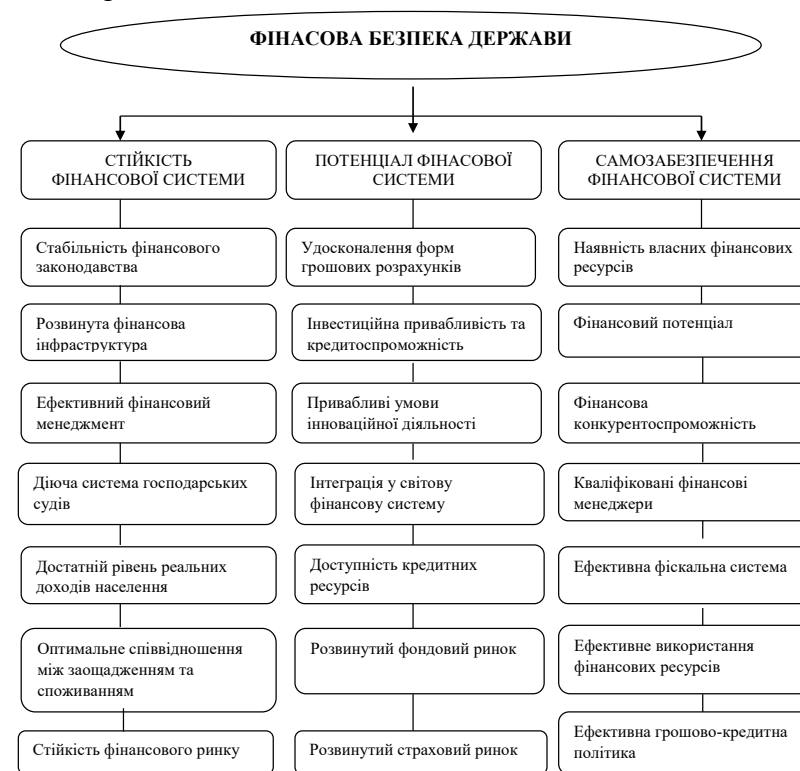 ФІНАСОВА БЕЗПЕКА ДЕРЖАВИ
СТІЙКІСТЬ
ФІНАНСОВОЇ СИСТЕМИ
Стабільність фінансового
законодавства
Розвинута фінансова
інфраструктура
Ефективний фінансовий
менеджмент
Діюча система господарських
судів
Достатній рівень реальних
доходів населення
Оптимальне співвідношення
між заощадженням та
споживанням
Стійкість фінансового ринку
ПОТЕНЦІАЛ ФІНАСОВОЇ
СИСТЕМИ
Удосконалення форм
грошових розрахунків
Інвестиційна привабливість та
кредитоспроможність
Привабливі умови
інноваційної діяльності
Інтеграція у світову
фінансову систему
Доступність кредитних
ресурсів
Розвинутий фондовий ринок
Розвинутий страховий ринок
САМОЗАБЕЗПЕЧЕННЯ
ФІНАНСОВОЇ СИСТЕМИ
Наявність власних фінансових
ресурсів
Фінансовий потенціал
Фінансова
конкурентоспроможність
Кваліфіковані фінансові
менеджери
Ефективна фіскальна система
Ефективне використання
фінансових ресурсів
Ефективна грошово-кредитна
політика